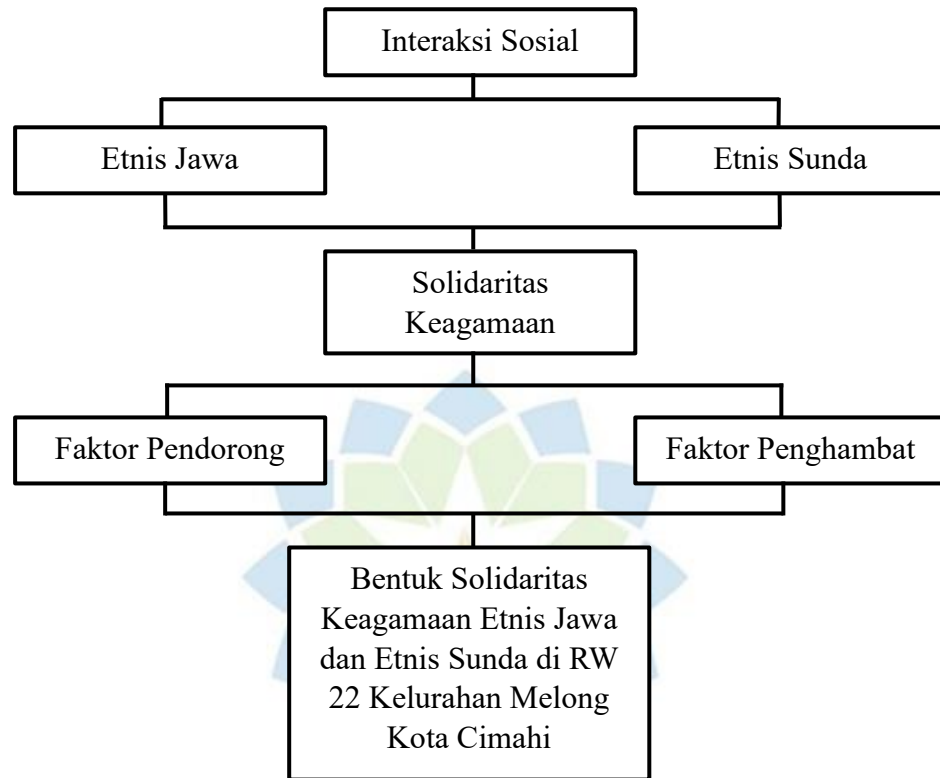 Interaksi Sosial
Etnis Jawa
Etnis Sunda
Solidaritas
Keagamaan
Faktor Pendorong
Faktor Penghambat
Bentuk Solidaritas
Keagamaan Etnis Jawa
dan Etnis Sunda di RW
22 Kelurahan Melong
Kota Cimahi